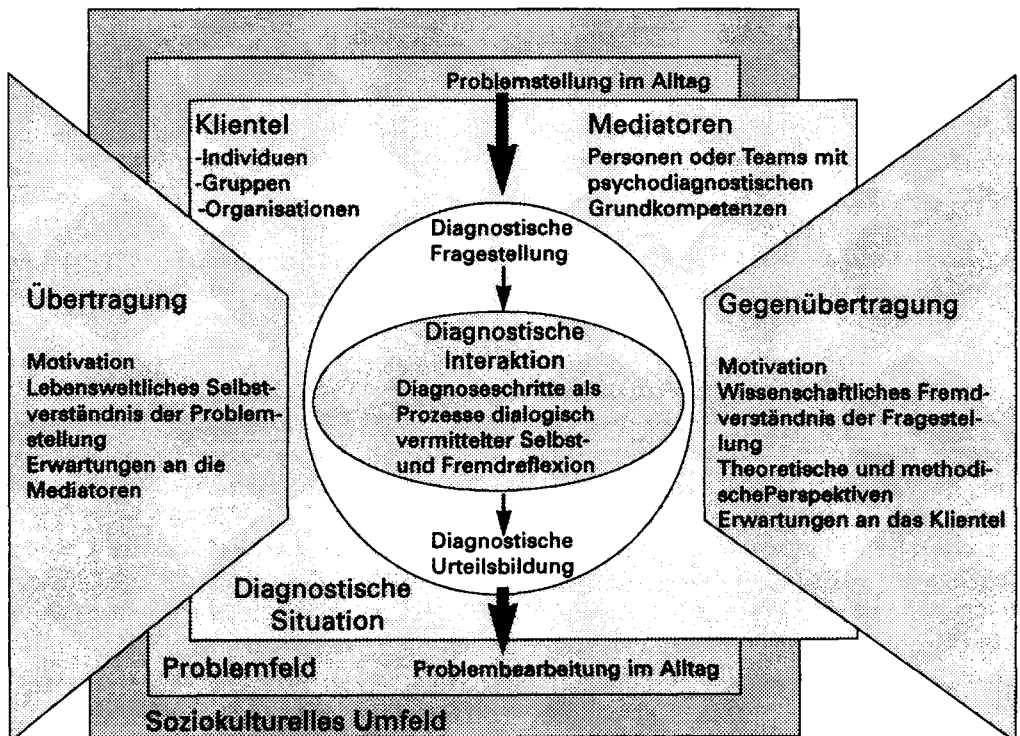 Problemstellung im Alltag
Klientel
-Individuen
-Gruppen
-Organisationen
Mediatoren
Personen oder Teams mit
psychodiagnostischen
Grundkompetenzen
Diagnostische
Fragestellung
Übertragung
Motivation
Lebensweltliches Selbst-
verständnis der Problem-
stellung
Erwartungen an die
Mediatoren
Diagnostische
Interaktion
Diagnoseschritte als
Prozesse dialogisch
vermittelter Selbst-
und Fremdreflexion
Gegenübertragung
Motivation
Wissenschaftliches Fremd-
verständnis der Fragestel-
lung
Theoretische und methodi-
schePerspektiven
Erwartungen an das Klientel
Diagnostische
Urteilsbildung
Diagnostische
Situation
Problemfeld
Problembearbeitung im Alltag
Soziokulturelles Umfeld